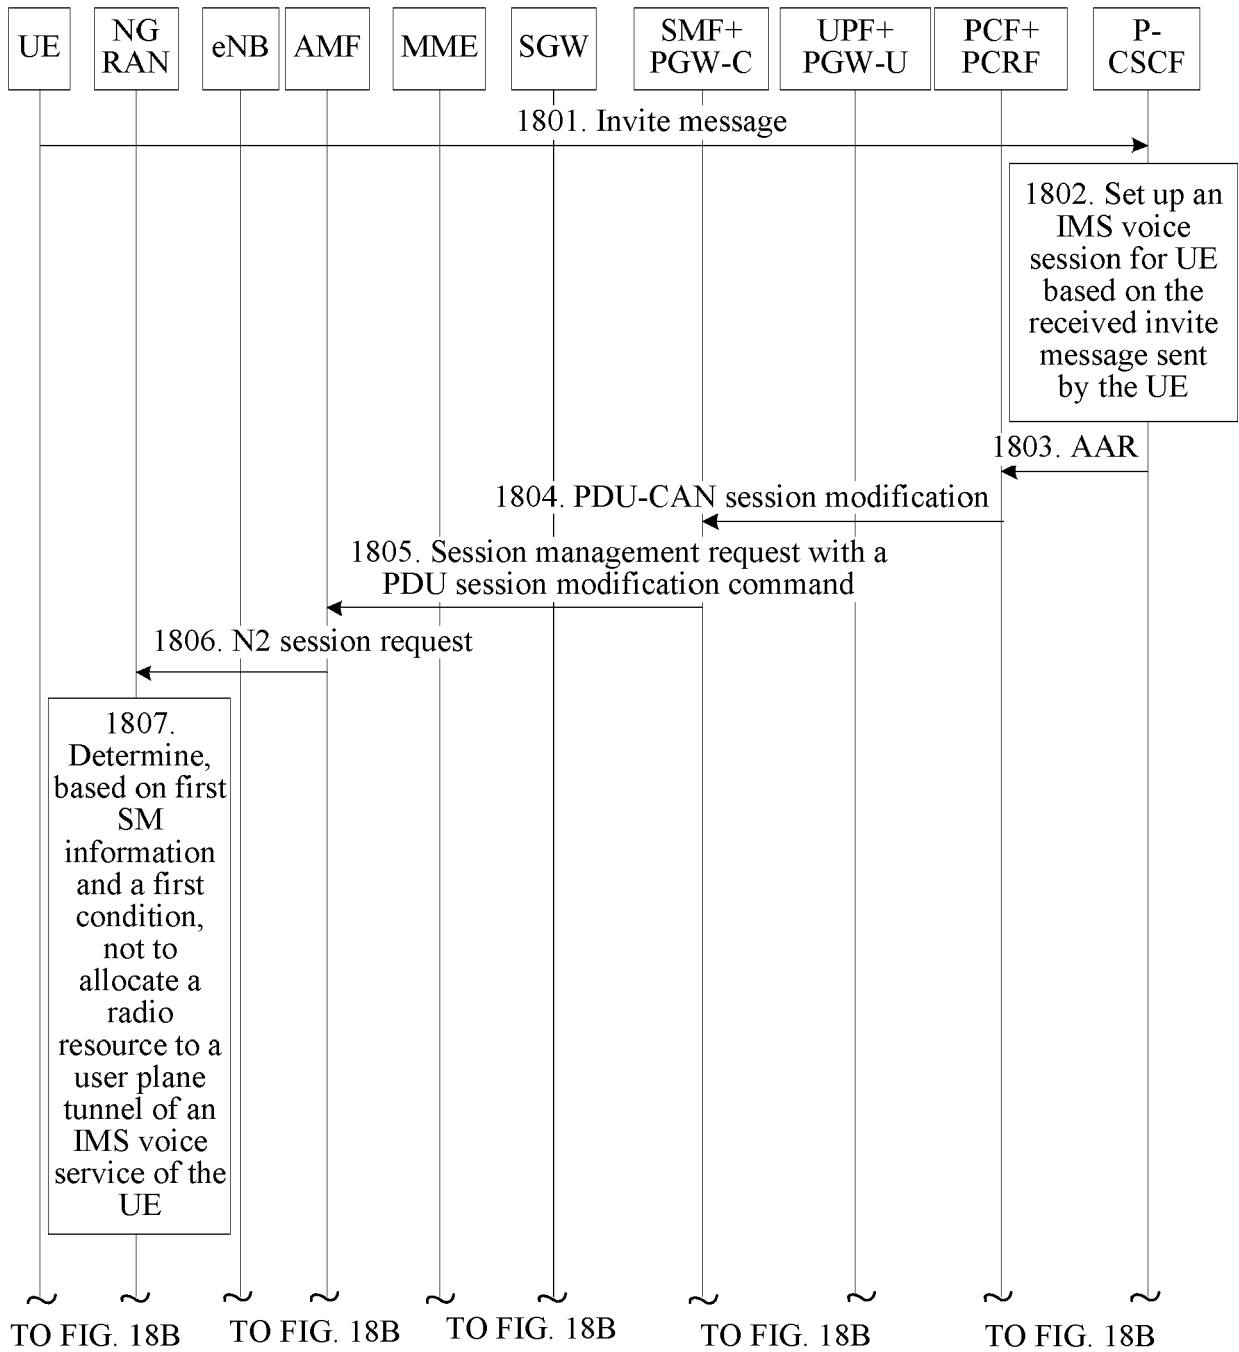 UE
NG
RAN
eNB
AMF
MME
SGW
SMF+
PGW-C
UPF+
PGW-U
PCF+
PCRF
P-
CSCF
1801. Invite message
1802. Set up an
IMS voice
session for UE
based on the
received invite
message sent
by the UE
1803. AAR
1804. PDU-CAN session modification
1805. Session management request with a
PDU session modification command
1806. N2 session request
1807.
Determine,
based on first
SM
information
and a first
condition,
not to
allocate a
radio
resource to a
user plane
tunnel of an
IMS voice
service of the
UE
TO FIG. 18B
TO FIG. 18B
TO FIG. 18B
TO FIG. 18B
TO FIG. 18B